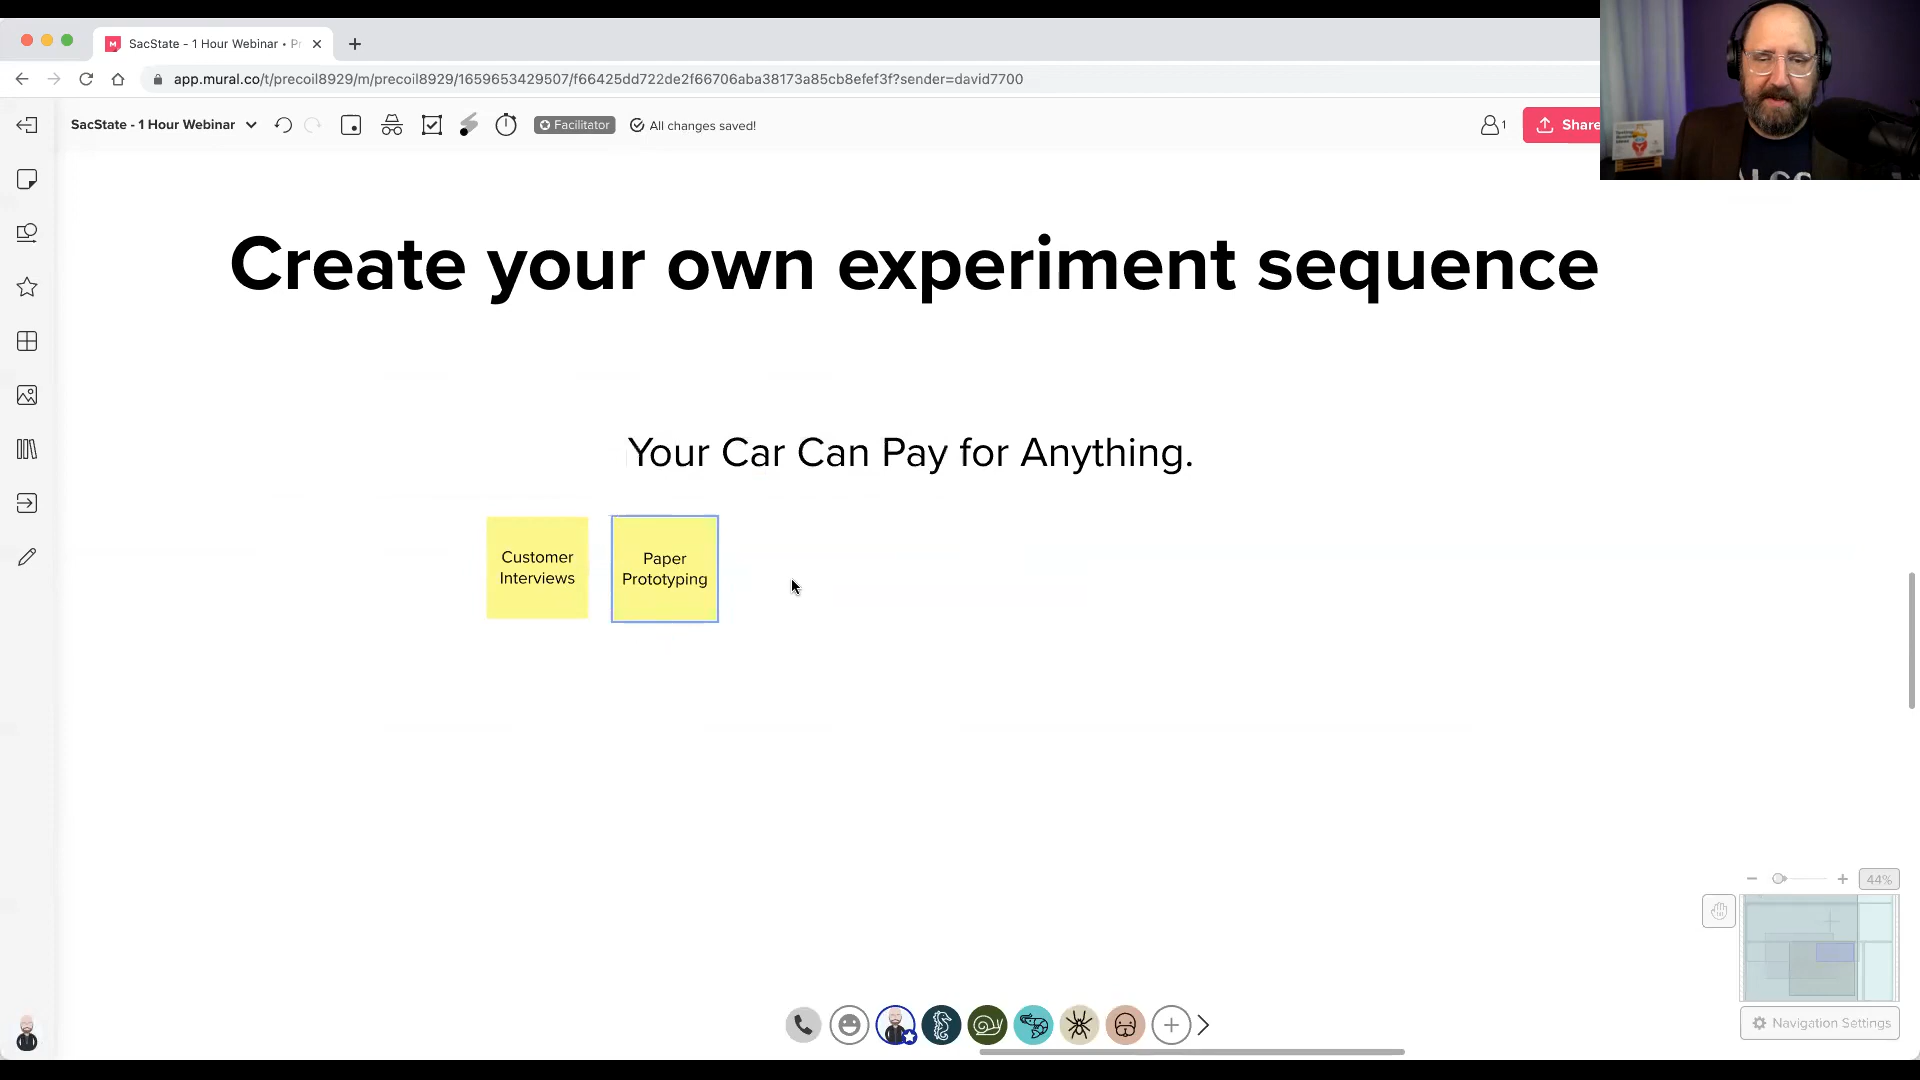 SacState - 1 Hour Webinar • Pr
app.mural.co/t/precoil8929/m/precoil8929/1659653429507/f66425dd722de2f66706aba38173a85cb8efef3f?sender=david7700
SacState - 1 Hour Webinar
Facilitator
All changes saved!
1
Share
Create your own experiment sequence
Your Car Can Pay for Anything.
Customer
Interviews
Paper
Prototyping
44%
Navigation Settings